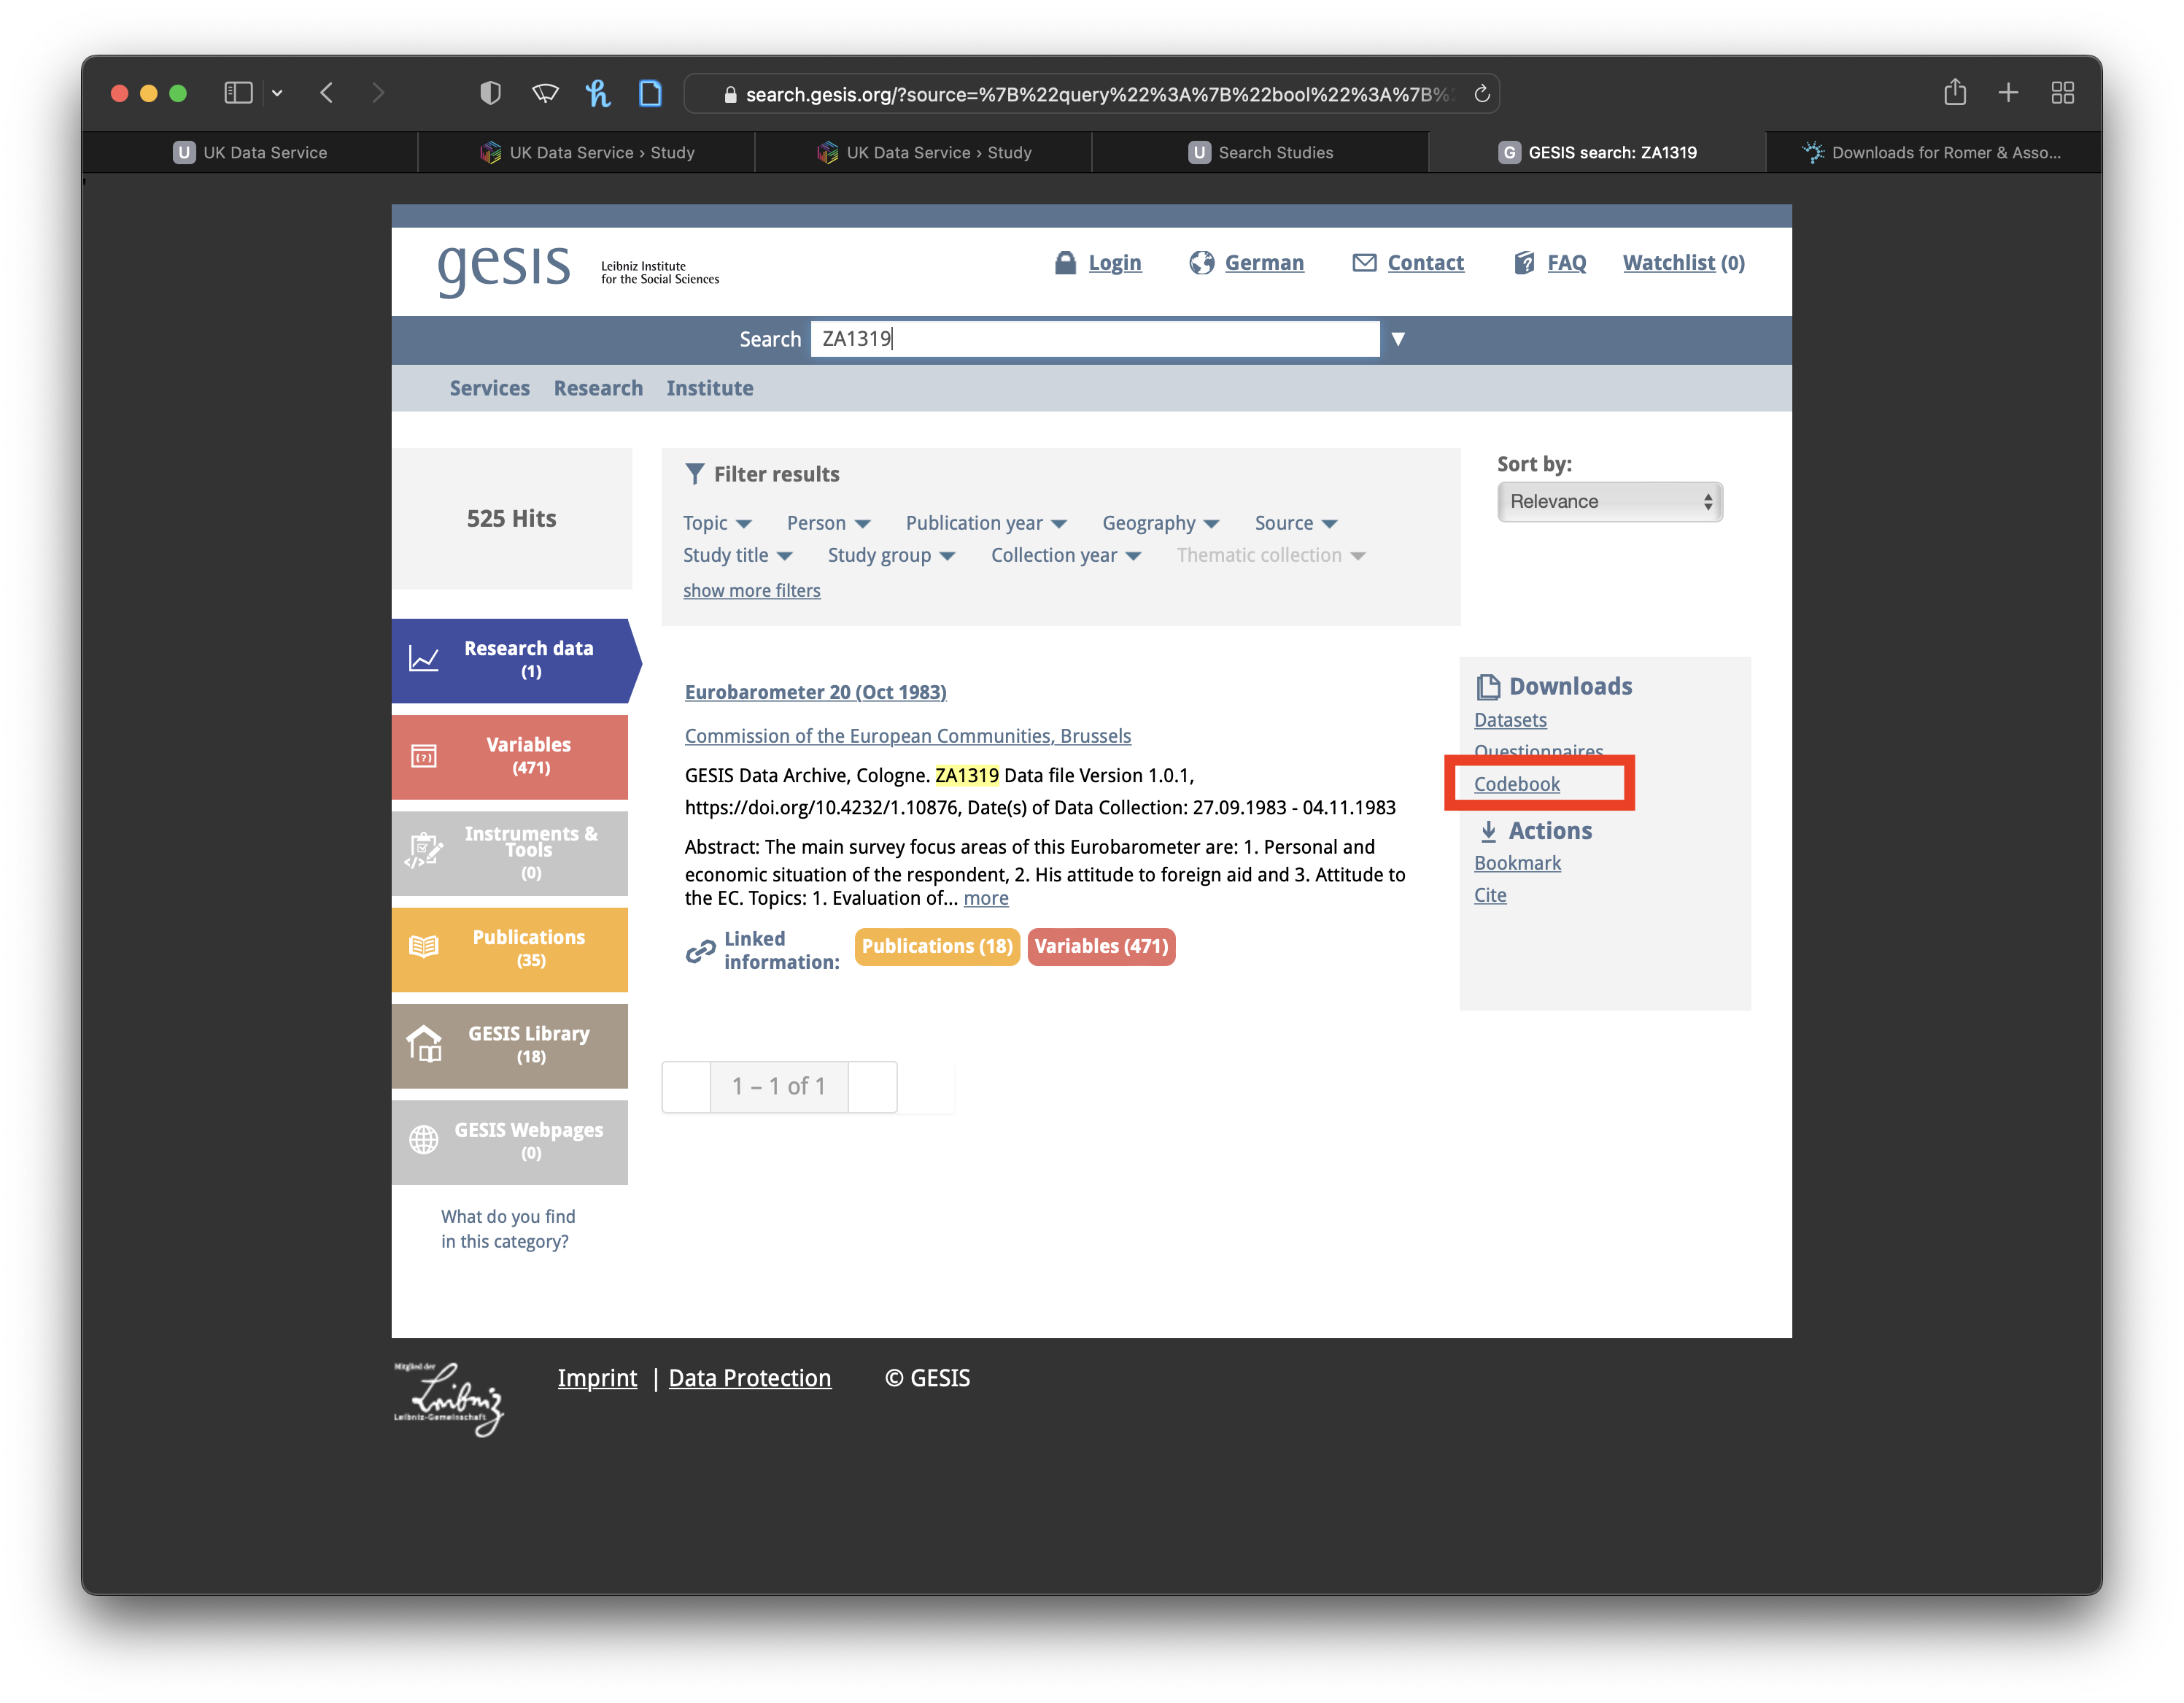 search.gesis.org/?source=%7B%22query%22%3A%7B%22bool%22%3A%7B%
U UK Data Service
UK Data Service › Study
UK Data Service › Study
U Search Studies
G GESIS search: ZA1319
Downloads for Romer & Asso...
gesis
Leibniz Institute
for the Social Sciences
Login
German
Contact
FAQ
Watchlist (0)
Search
ZA1319
Services
Research
Institute
525 Hits
Filter results
Topic
Person
Publication year
Geography
Source
Study title
Study group
Collection year
Thematic collection
show more filters
Sort by:
Relevance
Research data
(1)
Variables
(471)
Instruments &
Tools
(0)
Publications
(35)
GESIS Library
(18)
GESIS Webpages
(0)
What do you find
in this category?
Eurobarometer 20 (Oct 1983)
Commission of the European Communities, Brussels
GESIS Data Archive, Cologne. ZA1319 Data file Version 1.0.1,
https://doi.org/10.4232/1.10876, Date(s) of Data Collection: 27.09.1983 - 04.11.1983
Abstract: The main survey focus areas of this Eurobarometer are: 1. Personal and
economic situation of the respondent, 2. His attitude to foreign aid and 3. Attitude to
the EC. Topics: 1. Evaluation of... more
Linked
information:
Publications (18)
Variables (471)
1 – 1 of 1
Downloads
Datasets
Questionnaires
Codebook
Actions
Bookmark
Cite
Mitglied der
Leibniz
Leibniz-Gemeinschaft
Imprint | Data Protection
© GESIS